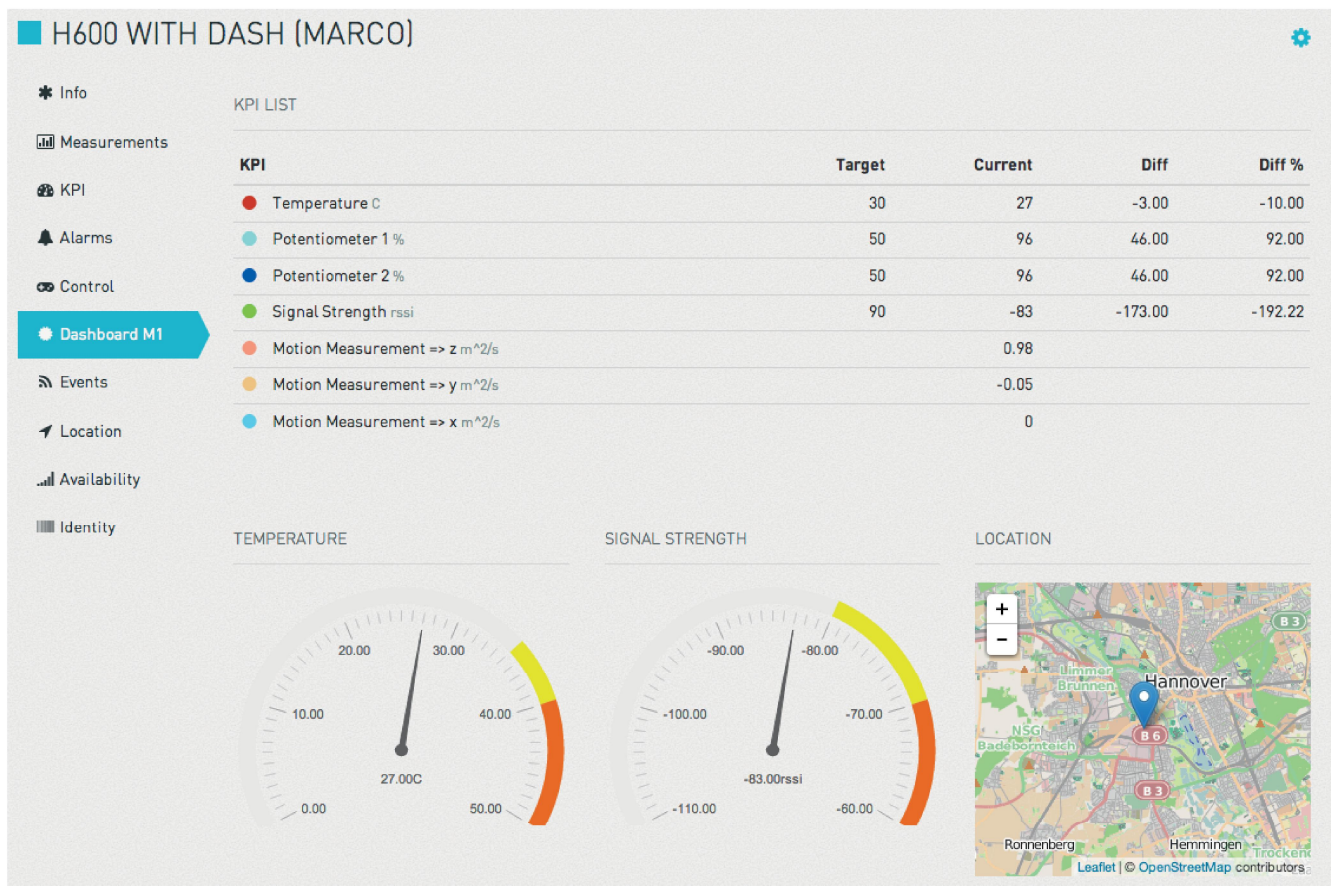 H600 WITH DASH (MARCO)
Info
Measurements
KPI
Alarms
Control
Dashboard M1
Events
Location
Availability
Identity
KPI LIST
KPI Target Current Diff Diff %
Temperature C 30 27 -3.00 -10.00
Potentiometer 1 % 50 96 46.00 92.00
Potentiometer 2 % 50 96 46.00 92.00
Signal Strength rssi 90 -83 -173.00 -192.22
Motion Measurement => z m^2/s 0.98
Motion Measurement => y m^2/s -0.05
Motion Measurement => x m^2/s 0
TEMPERATURE
20.00 30.00
10.00 40.00
27.00C
0.00 50.00
SIGNAL STRENGTH
-90.00 -80.00
-100.00 -70.00
-83.00rssi
-110.00 -60.00
LOCATION
+
−
B 3
Limmer
Brunnen
Hannover
NSG
Badebornteich
B 6
B 3
Ronnenberg Hemmingen
Leaflet | © OpenStreetMap contributors